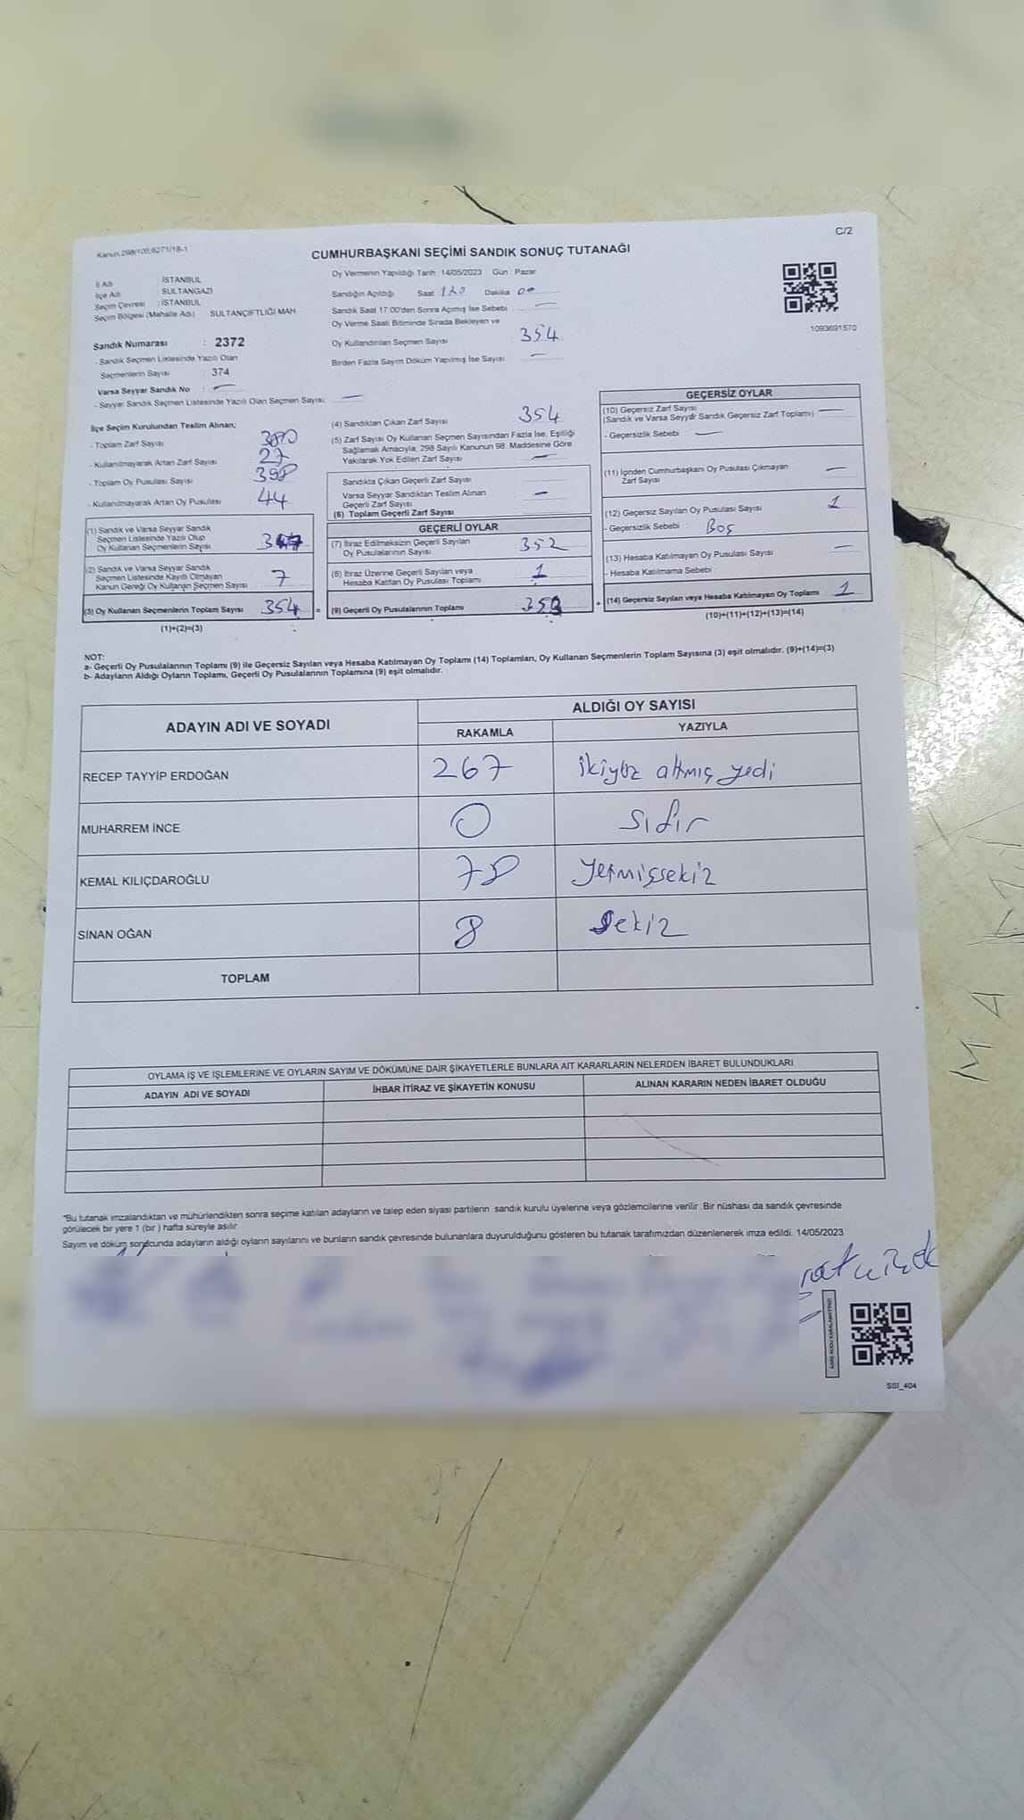 Kanun 298/105;6271/18-1
C/2
CUMHURBAŞKANI SEÇİMİ SANDIK SONUÇ TUTANAĞI
Oy Vermenin Yapıldığı Tarih 14/05/2023 Gün : Pazar
İl Adı : İSTANBUL
İlçe Adı : SULTANGAZİ
Seçim Çevresi : İSTANBUL
Seçim Bölgesi (Mahalle Adı) SULTANÇİFTLİĞİ MAH
Sandığın Açıldığı Saat Dakika
Sandık Saat 17:00'den Sonra Açılmış İse Sebebi
Oy Verme Saati Bitiminde Sırada Bekleyen ve
Oy Kullandırılan Seçmen Sayısı 354
Birden Fazla Sayım Döküm Yapılmış İse Sayısı —
1093691570
Sandık Numarası : 2372
- Sandık Seçmen Listesinde Yazılı Olan
Seçmenlerin Sayısı 374
Varsa Seyyar Sandık No : —
- Seyyar Sandık Seçmen Listesinde Yazılı Olan Seçmen Sayısı —
İlçe Seçim Kurulundan Teslim Alınan;
- Toplam Zarf Sayısı
- Kullanılmayarak Artan Zarf Sayısı 27
- Toplam Oy Pusulası Sayısı 398
- Kullanılmayarak Artan Oy Pusulası 44
(1) Sandık ve Varsa Seyyar Sandık
Seçmen Listesinde Yazılı Olup
Oy Kullanan Seçmenlerin Sayısı
(2) Sandık ve Varsa Seyyar Sandık
Seçmen Listesinde Kayıtlı Olmayan
Kanun Gereği Oy Kullanan Seçmen Sayısı 7
(3) Oy Kullanan Seçmenlerin Toplam Sayısı 354
(1)+(2)=(3)
(4) Sandıktan Çıkan Zarf Sayısı 354
(5) Zarf Sayısı Oy Kullanan Seçmen Sayısından Fazla İse, Eşitliği
Sağlamak Amacıyla, 298 Sayılı Kanunun 98. Maddesine Göre
Yakılarak Yok Edilen Zarf Sayısı —
Sandıkta Çıkan Geçerli Zarf Sayısı
Varsa Seyyar Sandıktan Teslim Alınan
Geçerli Zarf Sayısı —
(6) Toplam Geçerli Zarf Sayısı
=
GEÇERLİ OYLAR
(7) İtiraz Edilmeksizin Geçerli Sayılan
Oy Pusulalarının Sayısı 352
(8) İtiraz Üzerine Geçerli Sayılan veya
Hesaba Katılan Oy Pusulası Toplamı 1
(9) Geçerli Oy Pusulalarının Toplamı 353
+
GEÇERSİZ OYLAR
(10) Geçersiz Zarf Sayısı
(Sandık ve Varsa Seyyar Sandık Geçersiz Zarf Toplamı) —
- Geçersizlik Sebebi : —
(11) İçinden Cumhurbaşkanı Oy Pusulası Çıkmayan
Zarf Sayısı —
(12) Geçersiz Sayılan Oy Pusulası Sayısı 1
- Geçersizlik Sebebi : Boş
(13) Hesaba Katılmayan Oy Pusulası Sayısı —
- Hesaba Katılmama Sebebi
(14) Geçersiz Sayılan veya Hesaba Katılmayan Oy Toplamı 1
(10)+(11)+(12)+(13)=(14)
NOT:
a- Geçerli Oy Pusulalarının Toplamı (9) ile Geçersiz Sayılan veya Hesaba Katılmayan Oy Toplamı (14) Toplamları, Oy Kullanan Seçmenlerin Toplam Sayısına (3) eşit olmalıdır. (9)+(14)=(3)
b- Adayların Aldığı Oyların Toplamı, Geçerli Oy Pusulalarının Toplamına (9) eşit olmalıdır.
ADAYIN ADI VE SOYADI
ALDIĞI OY SAYISI
RAKAMLA YAZIYLA
RECEP TAYYİP ERDOĞAN 267 ikiyüz altmış yedi
MUHARREM İNCE 0 Sıfır
KEMAL KILIÇDAROĞLU 78 Yetmişsekiz
SİNAN OĞAN 8 Sekiz
TOPLAM
OYLAMA İŞ VE İŞLEMLERİNE VE OYLARIN SAYIM VE DÖKÜMÜNE DAİR ŞİKAYETLERLE BUNLARA AİT KARARLARIN NELERDEN İBARET BULUNDUKLARI
ADAYIN ADI VE SOYADI İHBAR İTİRAZ VE ŞİKAYETİN KONUSU ALINAN KARARIN NEDEN İBARET OLDUĞU
"Bu tutanak imzalandıktan ve mühürlendikten sonra seçime katılan adayların ve talep eden siyasi partilerin sandık kurulu üyelerine veya gözlemcilerine verilir. Bir nüshası da sandık çevresinde
görülecek bir yere 1 (bir) hafta süreyle asılır
Sayım ve döküm sonucunda adayların aldığı oyların sayılarını ve bunların sandık çevresinde bulunanlara duyurulduğunu gösteren bu tutanak tarafımızdan düzenlenerek imza edildi. 14/05/2023
SSI_404